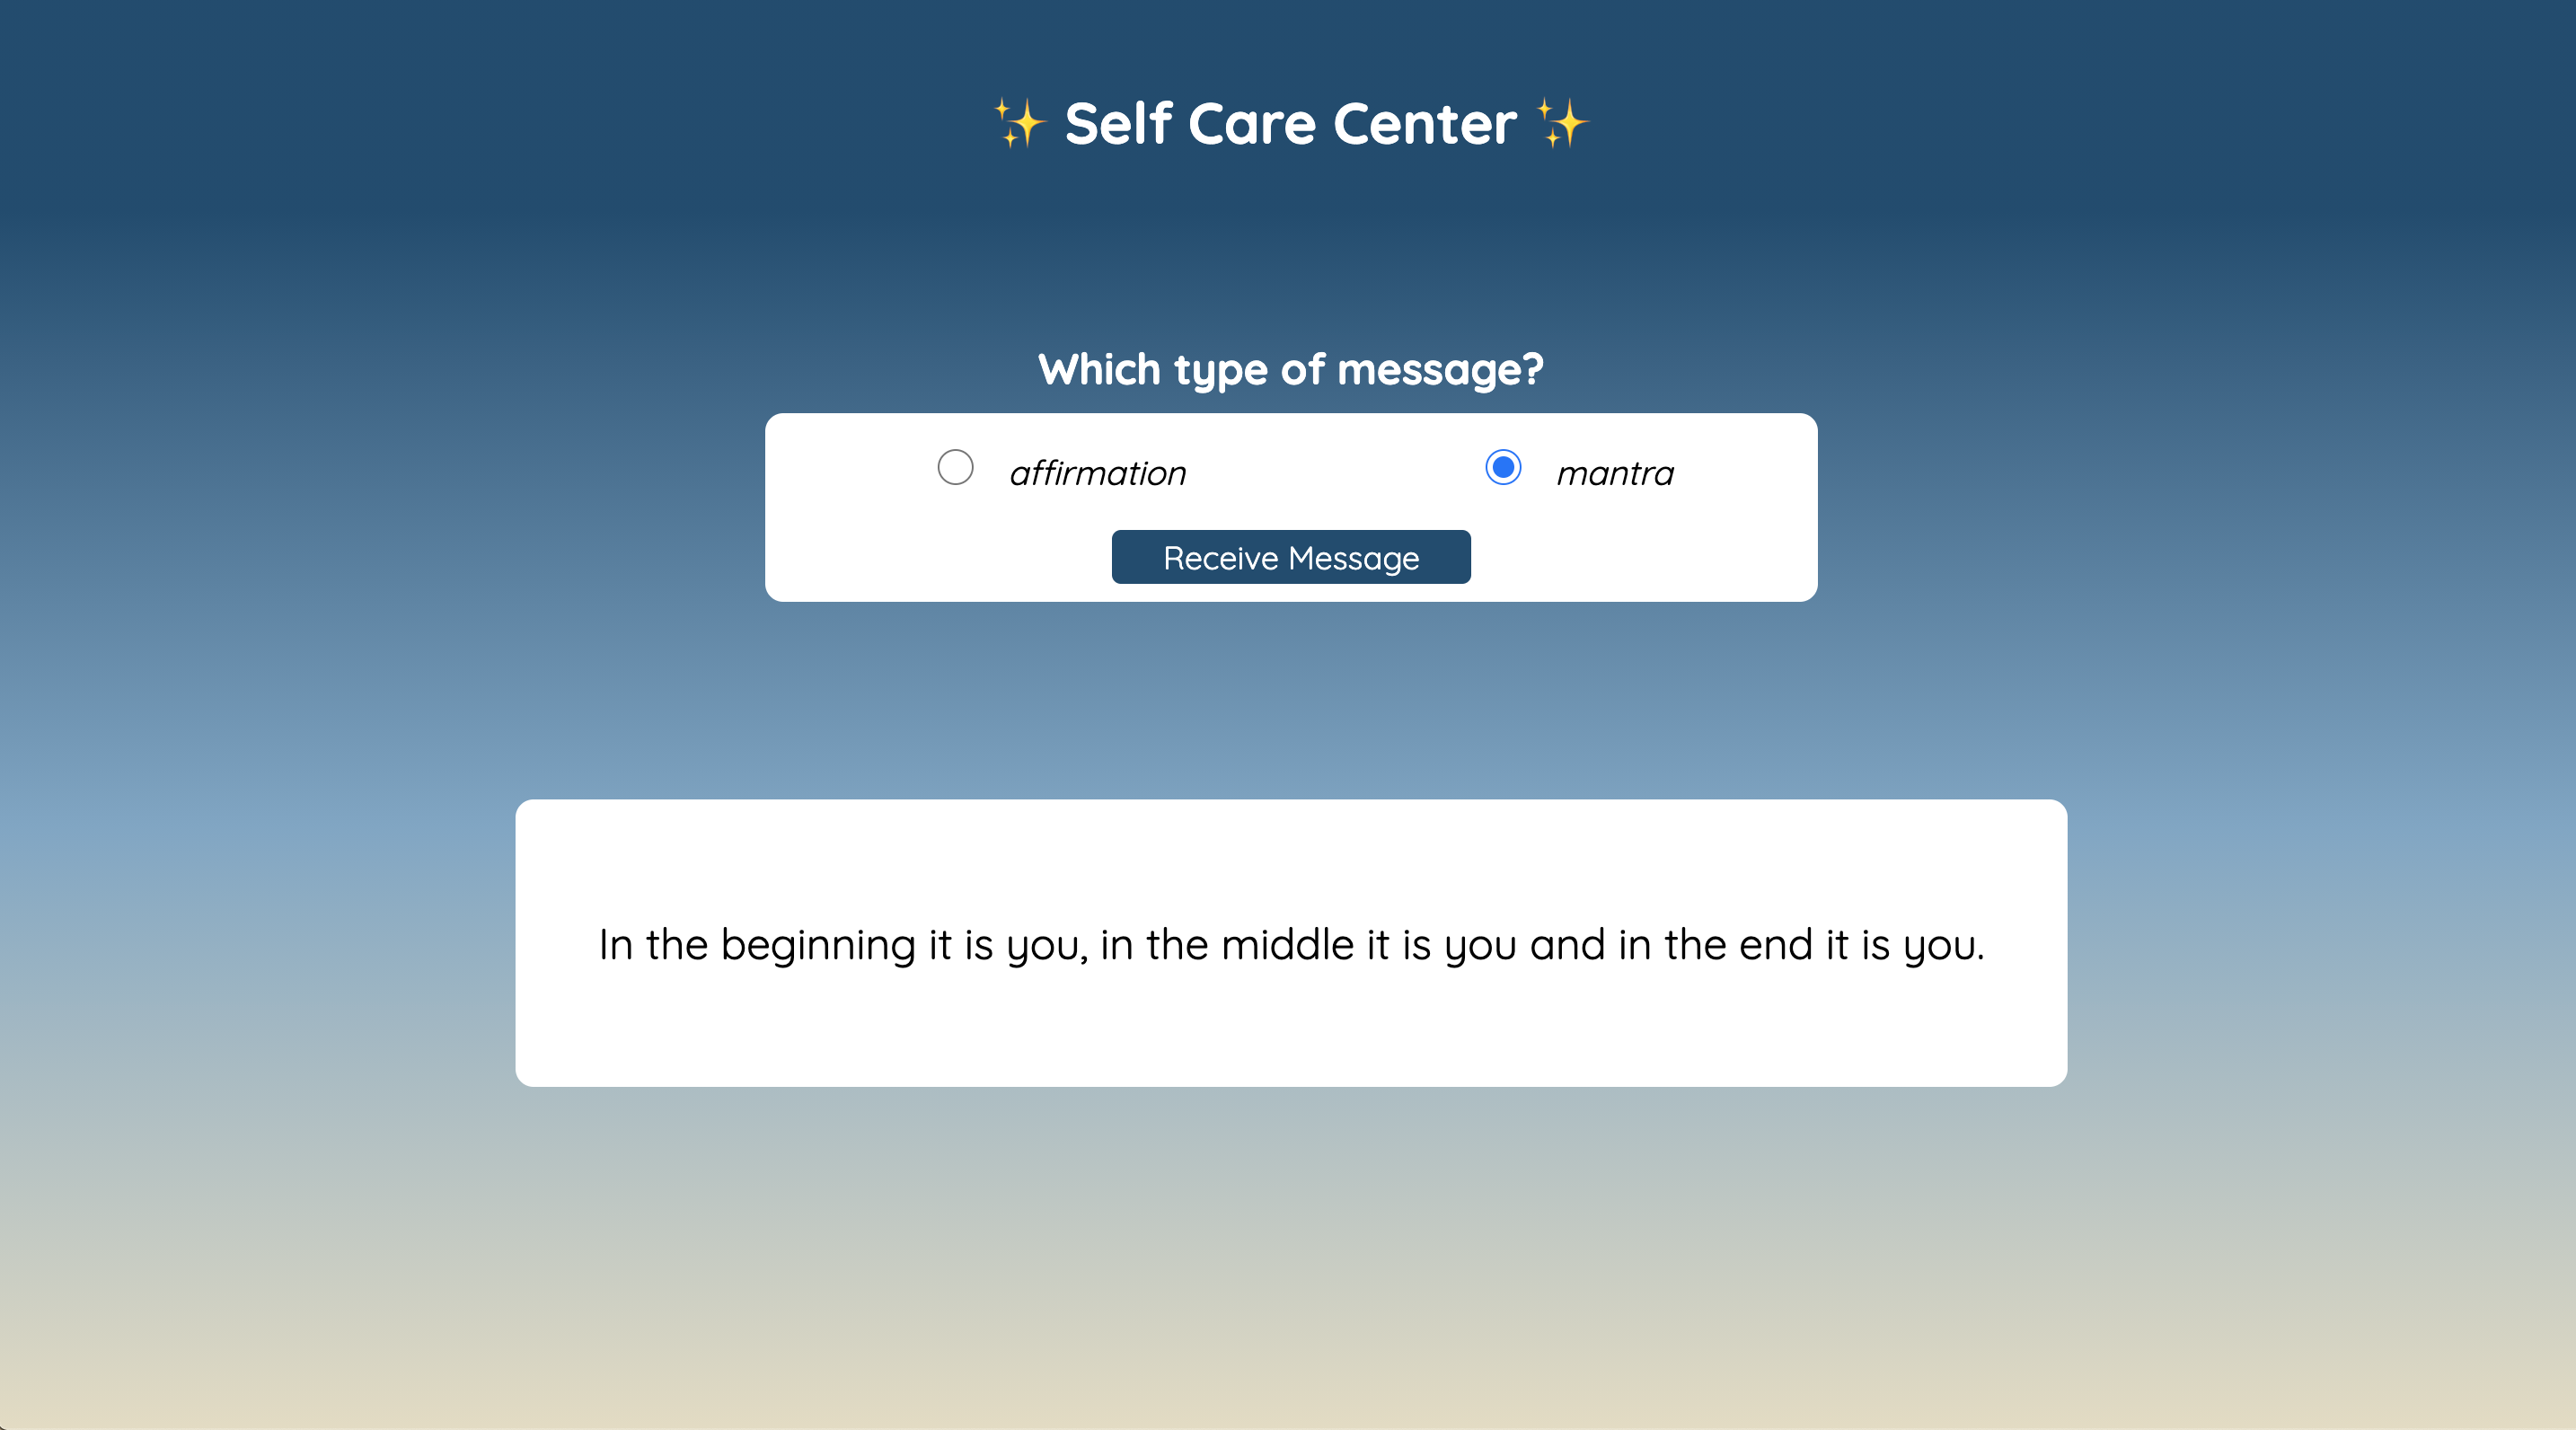 ✨ Self Care Center ✨
Which type of message?
affirmation mantra
Receive Message
In the beginning it is you, in the middle it is you and in the end it is you.